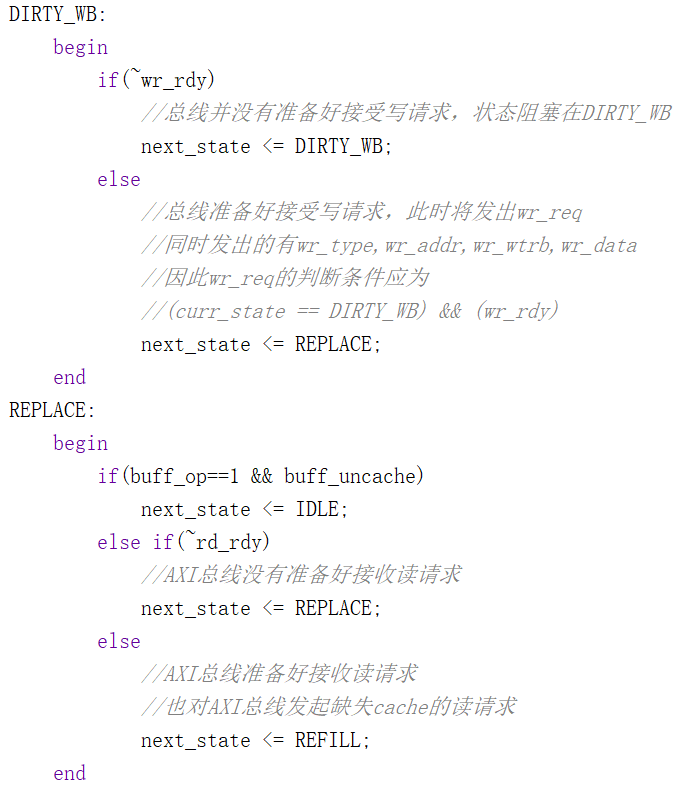 DIRTY_WB:
    begin
        if(~wr_rdy)
            //总线并没有准备好接受写请求，状态阻塞在DIRTY_WB
            next_state <= DIRTY_WB;
        else
            //总线准备好接受写请求，此时将发出wr_req
            //同时发出的有wr_type,wr_addr,wr_wtrb,wr_data
            //因此wr_req的判断条件应为
            //(curr_state == DIRTY_WB) && (wr_rdy)
            next_state <= REPLACE;
    end
REPLACE:
    begin
        if(buff_op==1 && buff_uncache)
            next_state <= IDLE;
        else if(~rd_rdy)
            //AXI总线没有准备好接收读请求
            next_state <= REPLACE;
        else
            //AXI总线准备好接收读请求
            //也对AXI总线发起缺失cache的读请求
            next_state <= REFILL;
    end